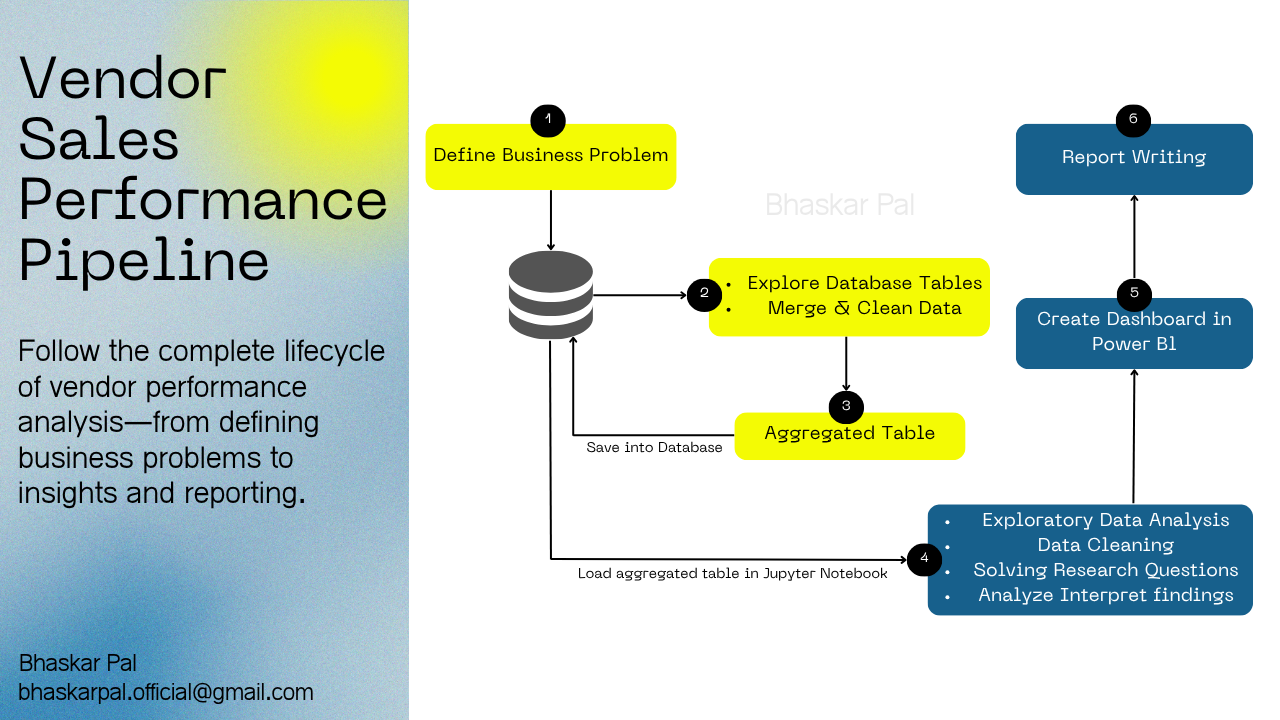 Vendor
Sales
Performance
Pipeline
Follow the complete lifecycle
of vendor performance
analysis—from defining
business problems to
insights and reporting.
Bhaskar Pal
bhaskarpal.official@gmail.com
1
Define Business Problem
Bhaskar Pal
2
• Explore Database Tables
• Merge & Clean Data
3
Aggregated Table
Save into Database
Load aggregated table in Jupyter Notebook
4
• Exploratory Data Analysis
• Data Cleaning
• Solving Research Questions
• Analyze Interpret findings
5
Create Dashboard in
Power Bl
6
Report Writing